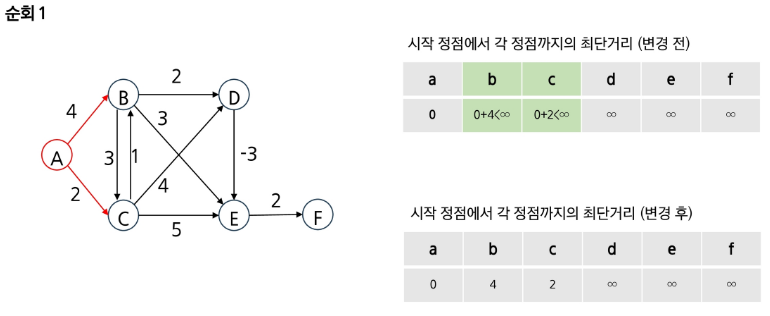 순회 1
시작 정점에서 각 정점까지의 최단거리 (변경 전)
a b c d e f
0 0+4<∞ 0+2<∞ ∞ ∞ ∞
2
B D
4 3
A 3 1 -3
2 4 2
C E F
5
시작 정점에서 각 정점까지의 최단거리 (변경 후)
a b c d e f
0 4 2 ∞ ∞ ∞